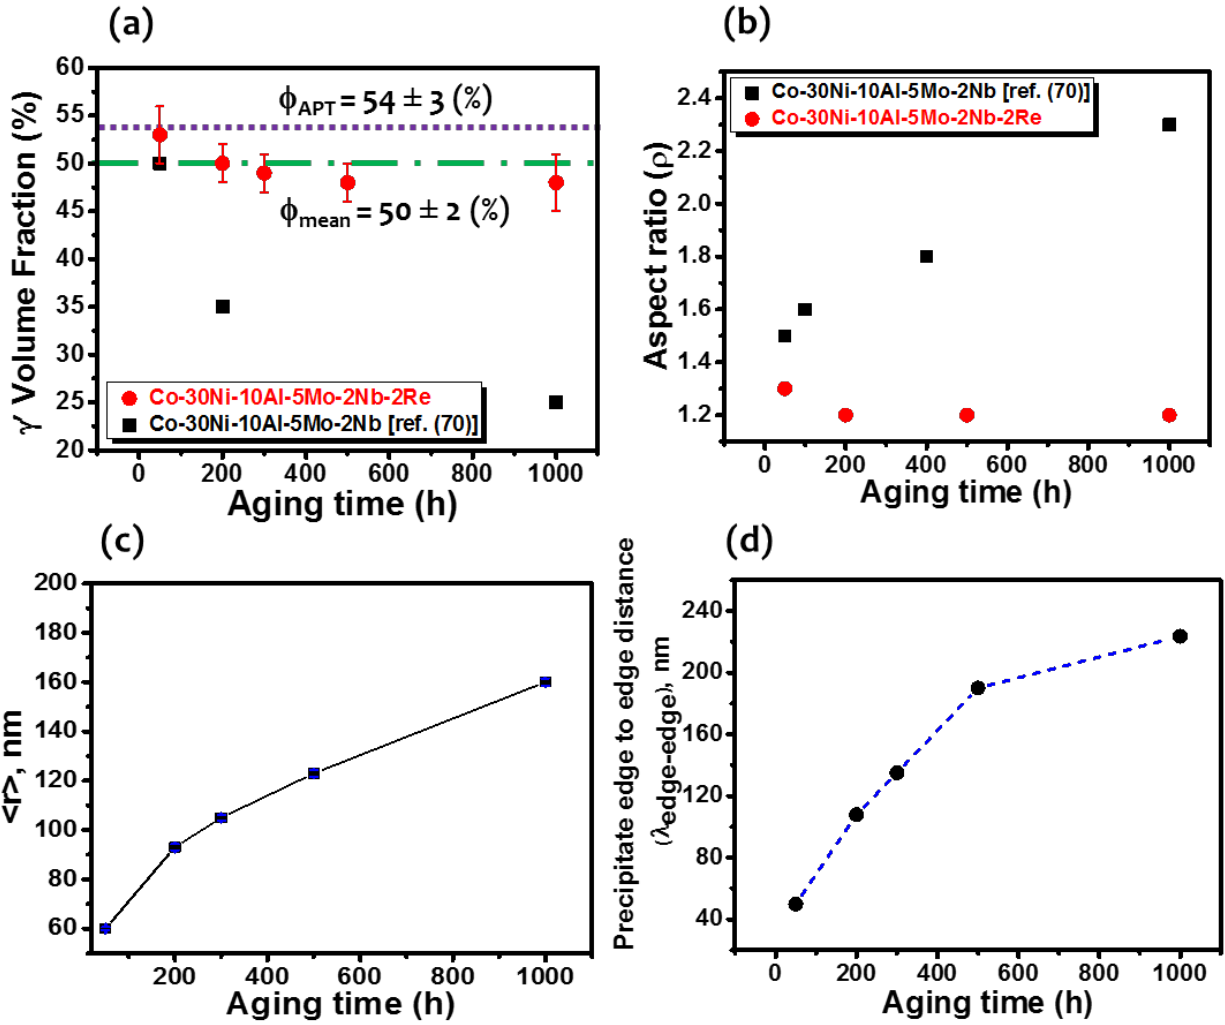 (a)
60
55
50
45
40
35
30
25
20
γ′ Volume Fraction (%)
ϕAPT = 54 ± 3 (%)
ϕmean = 50 ± 2 (%)
Co-30Ni-10Al-5Mo-2Nb-2Re
Co-30Ni-10Al-5Mo-2Nb [ref. (70)]
0 200 400 600 800 1000
Aging time (h)
(b)
2.4
2.2
2.0
1.8
1.6
1.4
1.2
Aspect ratio (ρ)
Co-30Ni-10Al-5Mo-2Nb [ref. (70)]
Co-30Ni-10Al-5Mo-2Nb-2Re
0 200 400 600 800 1000
Aging time (h)
(c)
200
180
160
140
120
100
80
60
<r>, nm
200 400 600 800 1000
Aging time (h)
(d)
240
200
160
120
80
40
Precipitate edge to edge distance
(λedge-edge), nm
0 200 400 600 800 1000
Aging time (h)